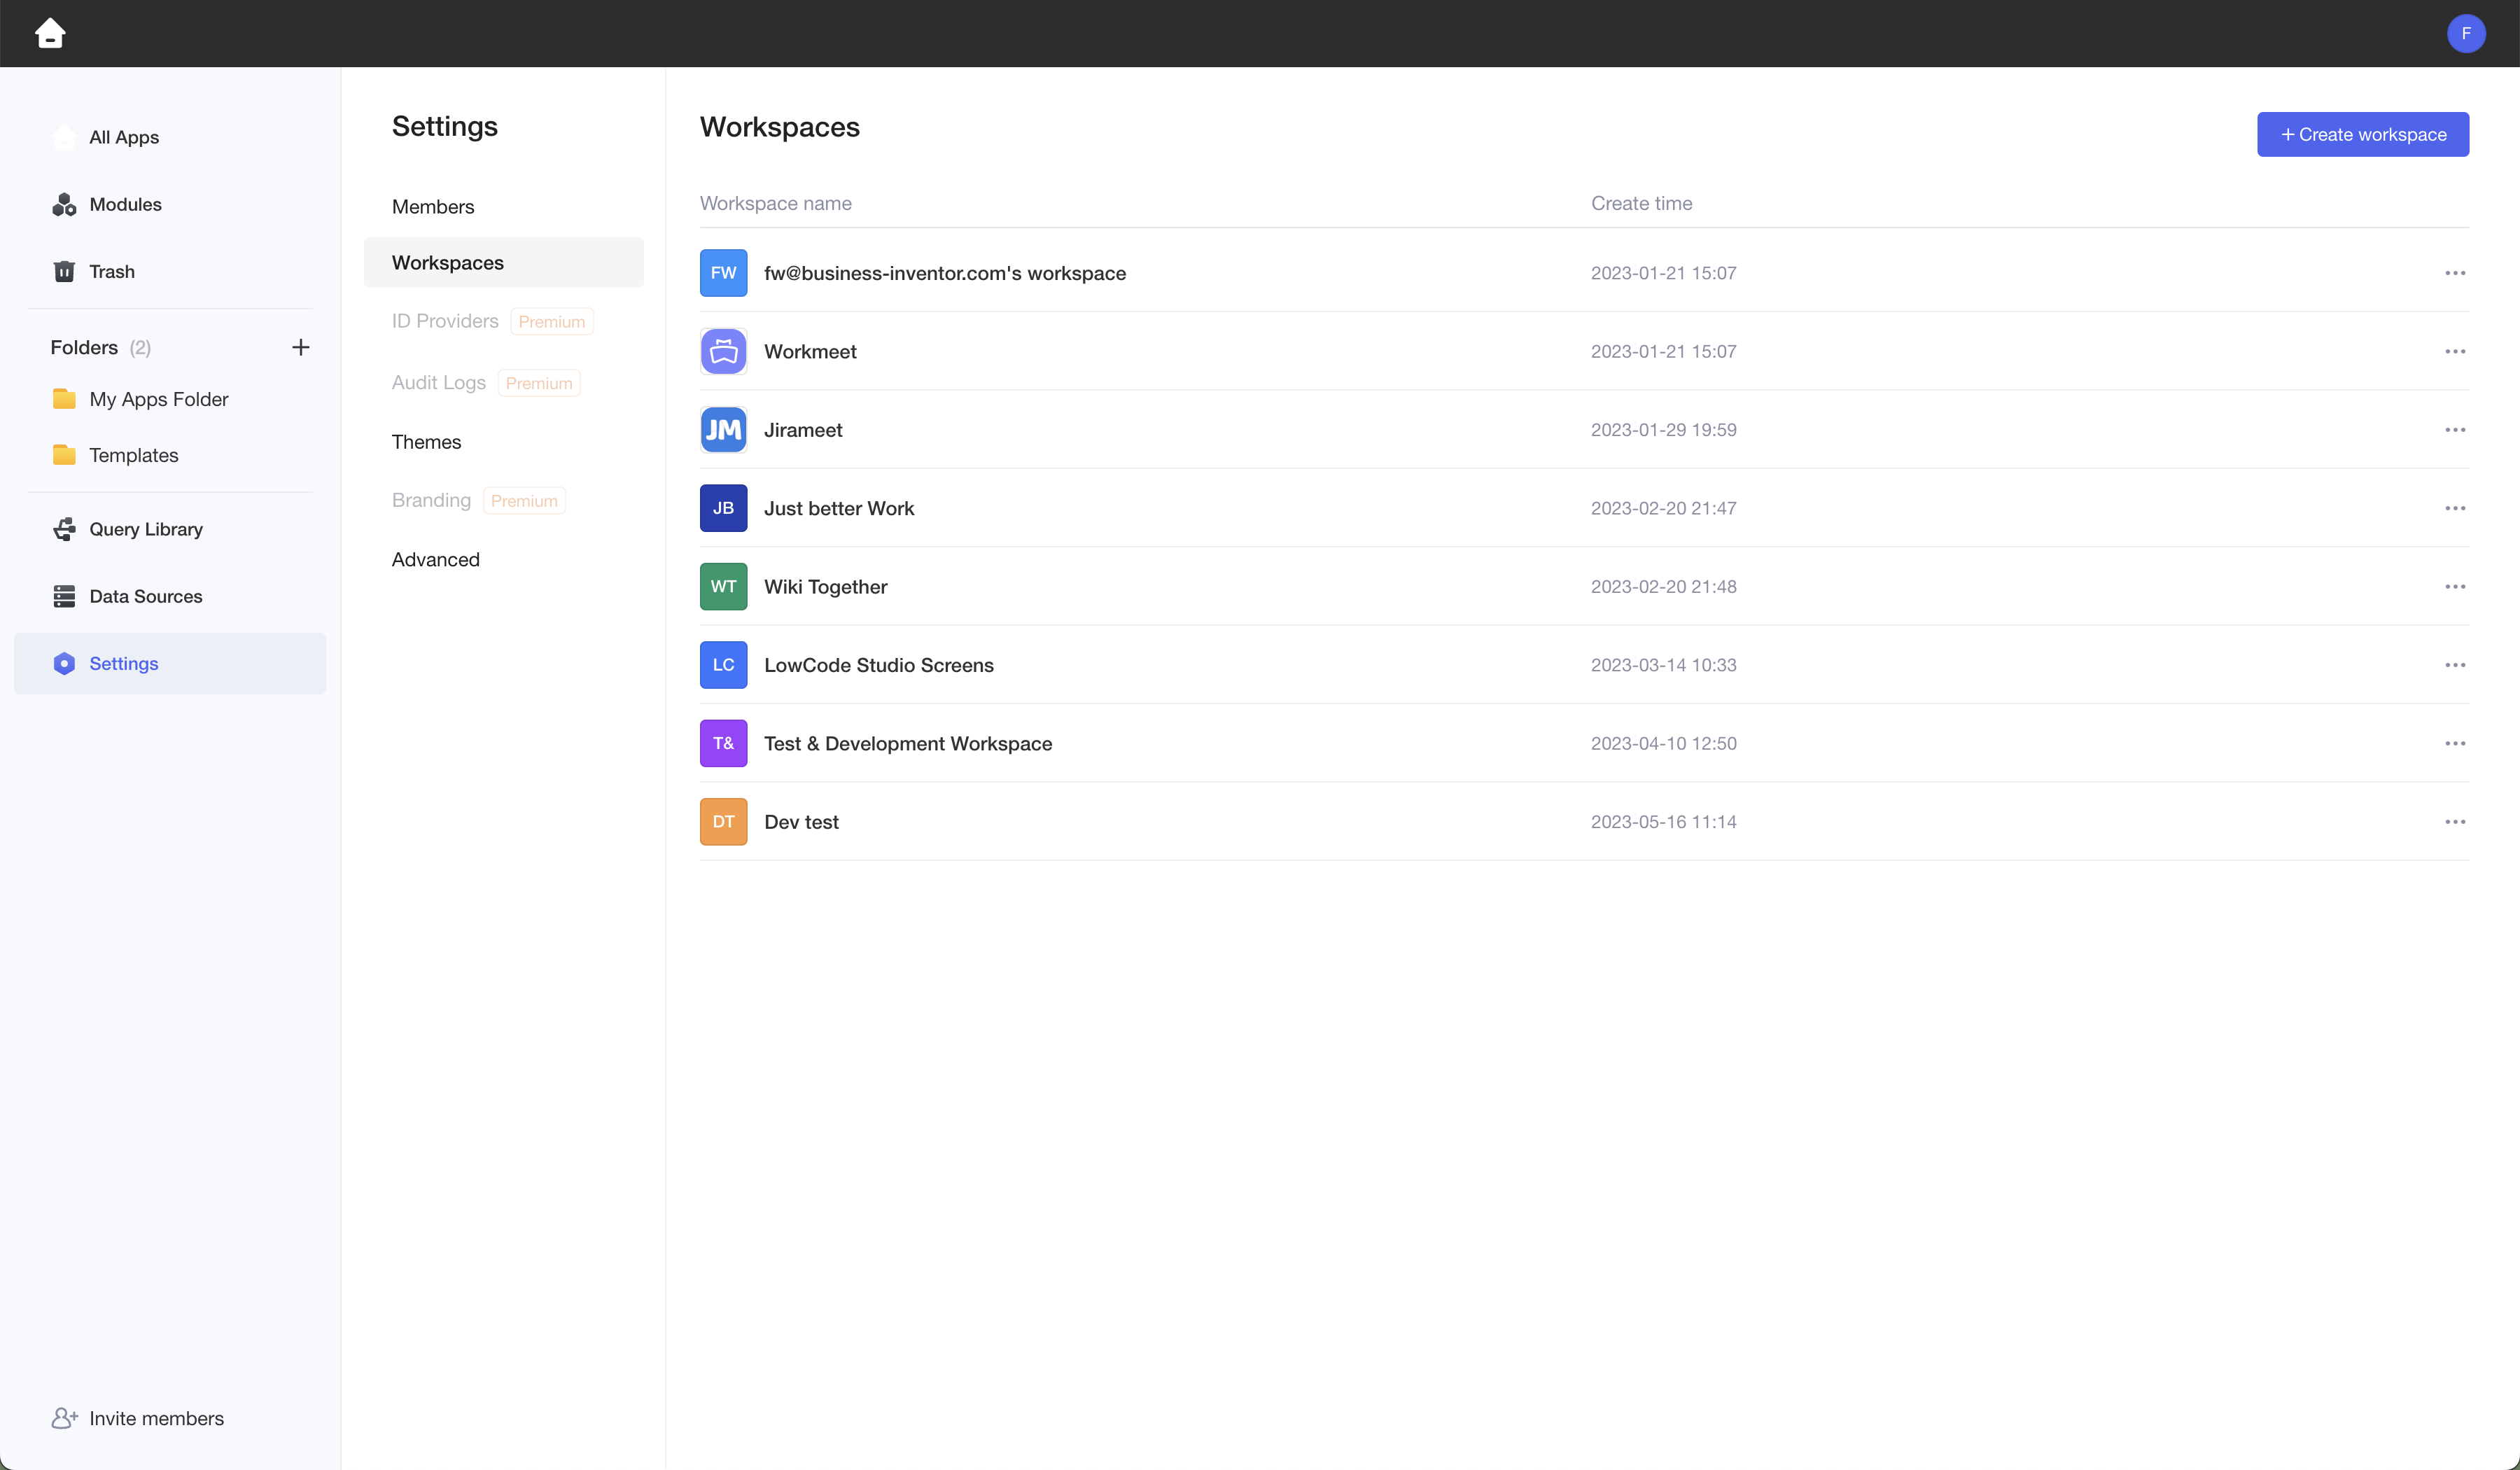 F
All Apps
Modules
Trash
Folders (2)
My Apps Folder
Templates
Query Library
Data Sources
Settings
Invite members
Settings
Members
Workspaces
ID Providers Premium
Audit Logs Premium
Themes
Branding Premium
Advanced
Workspaces
+ Create workspace
Workspace name Create time
FW fw@business-inventor.com's workspace 2023-01-21 15:07
Workmeet 2023-01-21 15:07
JM Jirameet 2023-01-29 19:59
JB Just better Work 2023-02-20 21:47
WT Wiki Together 2023-02-20 21:48
LC LowCode Studio Screens 2023-03-14 10:33
T& Test & Development Workspace 2023-04-10 12:50
DT Dev test 2023-05-16 11:14